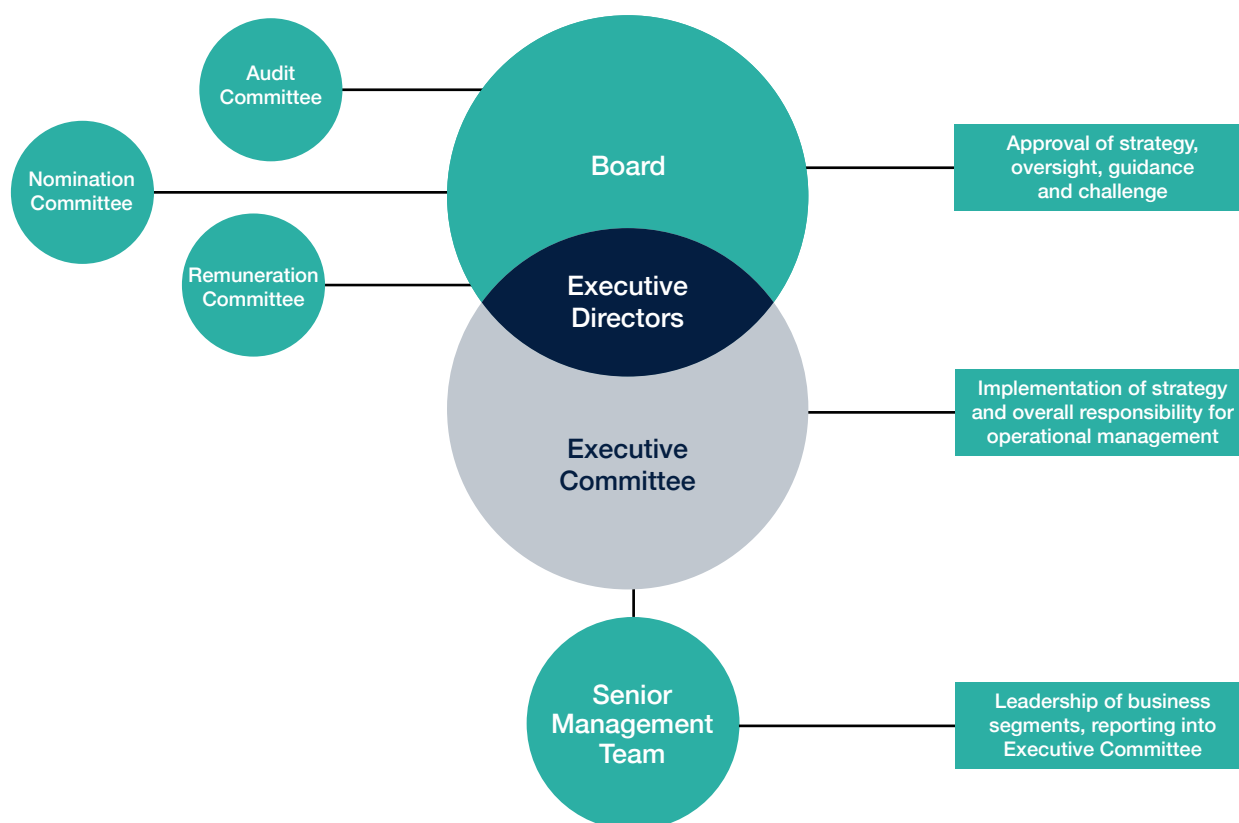 Audit
Committee
Nomination
Committee
Remuneration
Committee
Board
Approval of strategy,
oversight, guidance
and challenge
Executive
Directors
Executive
Committee
Implementation of strategy
and overall responsibility for
operational management
Senior
Management
Team
Leadership of business
segments, reporting into
Executive Committee